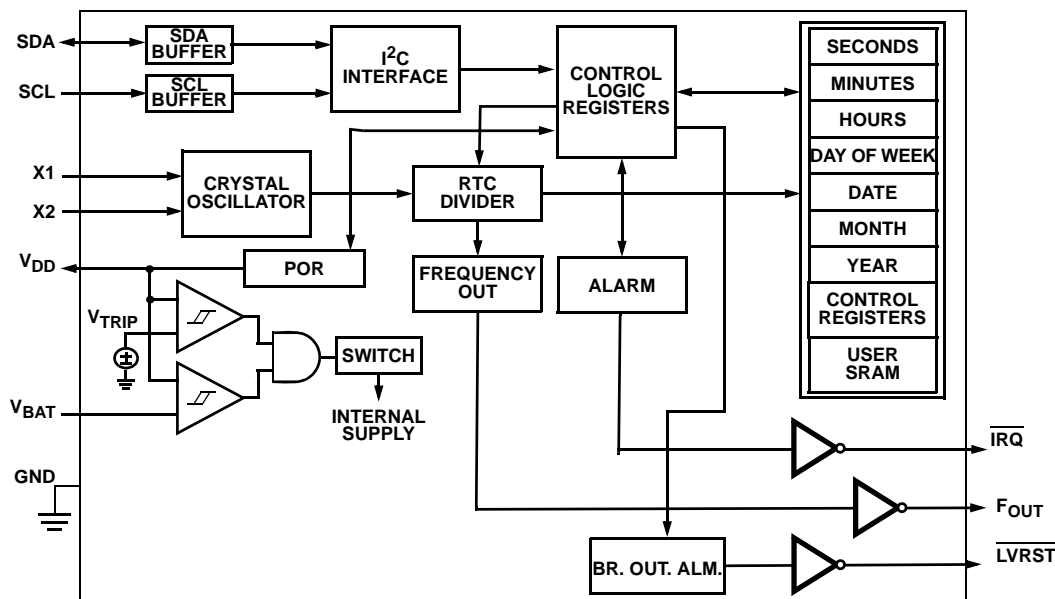 SDA
SDA
BUFFER
I²C
INTERFACE
CONTROL
LOGIC
REGISTERS
SECONDS
MINUTES
HOURS
DAY OF WEEK
DATE
MONTH
YEAR
CONTROL
REGISTERS
USER
SRAM
SCL
SCL
BUFFER
X1
X2
CRYSTAL
OSCILLATOR
RTC
DIVIDER
VDD
POR
FREQUENCY
OUT
ALARM
VTRIP
SWITCH
INTERNAL
SUPPLY
VBAT
GND
IRQ
FOUT
BR. OUT. ALM.
LVRST